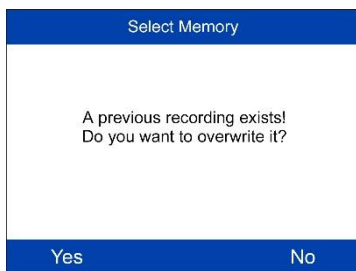 Select Memory
A previous recording exists!
Do you want to overwrite it?
Yes No